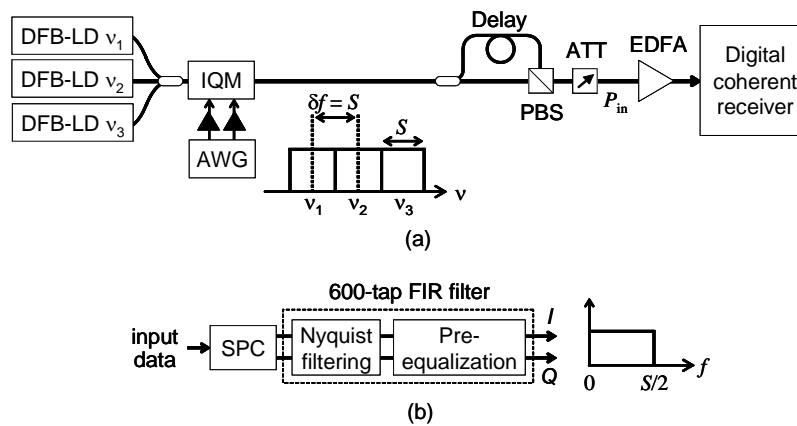 DFB-LD ν1
DFB-LD ν2
DFB-LD ν3
IQM
AWG
Delay
PBS
ATT
Pin
EDFA
Digital
coherent
receiver
δf = S
S
ν1 ν2 ν3 ν
(a)
600-tap FIR filter
input
data
SPC
Nyquist
filtering
Pre-
equalization
I
Q
0 S/2 f
(b)